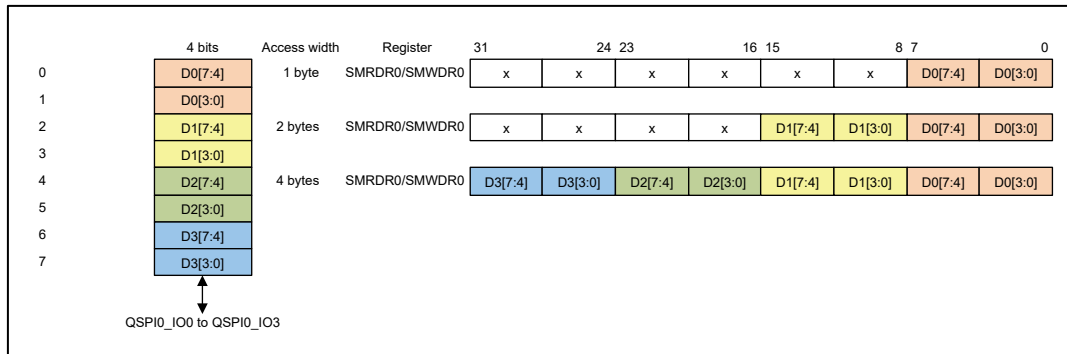 4 bits Access width Register 31 24 23 16 15 8 7 0
0 D0[7:4] 1 byte SMRDR0/SMWDR0 x x x x x x D0[7:4] D0[3:0]
1 D0[3:0]
2 D1[7:4] 2 bytes SMRDR0/SMWDR0 x x x x D1[7:4] D1[3:0] D0[7:4] D0[3:0]
3 D1[3:0]
4 D2[7:4] 4 bytes SMRDR0/SMWDR0 D3[7:4] D3[3:0] D2[7:4] D2[3:0] D1[7:4] D1[3:0] D0[7:4] D0[3:0]
5 D2[3:0]
6 D3[7:4]
7 D3[3:0]
QSPI0_IO0 to QSPI0_IO3